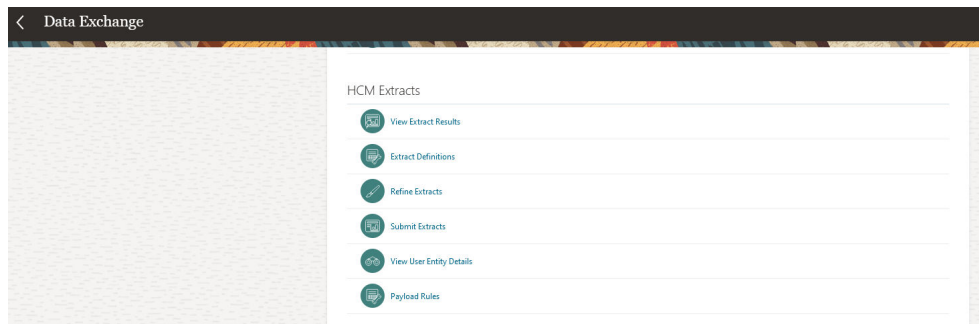 Data Exchange
HCM Extracts
View Extract Results
Extract Definitions
Refine Extracts
Submit Extracts
View User Entity Details
Payload Rules